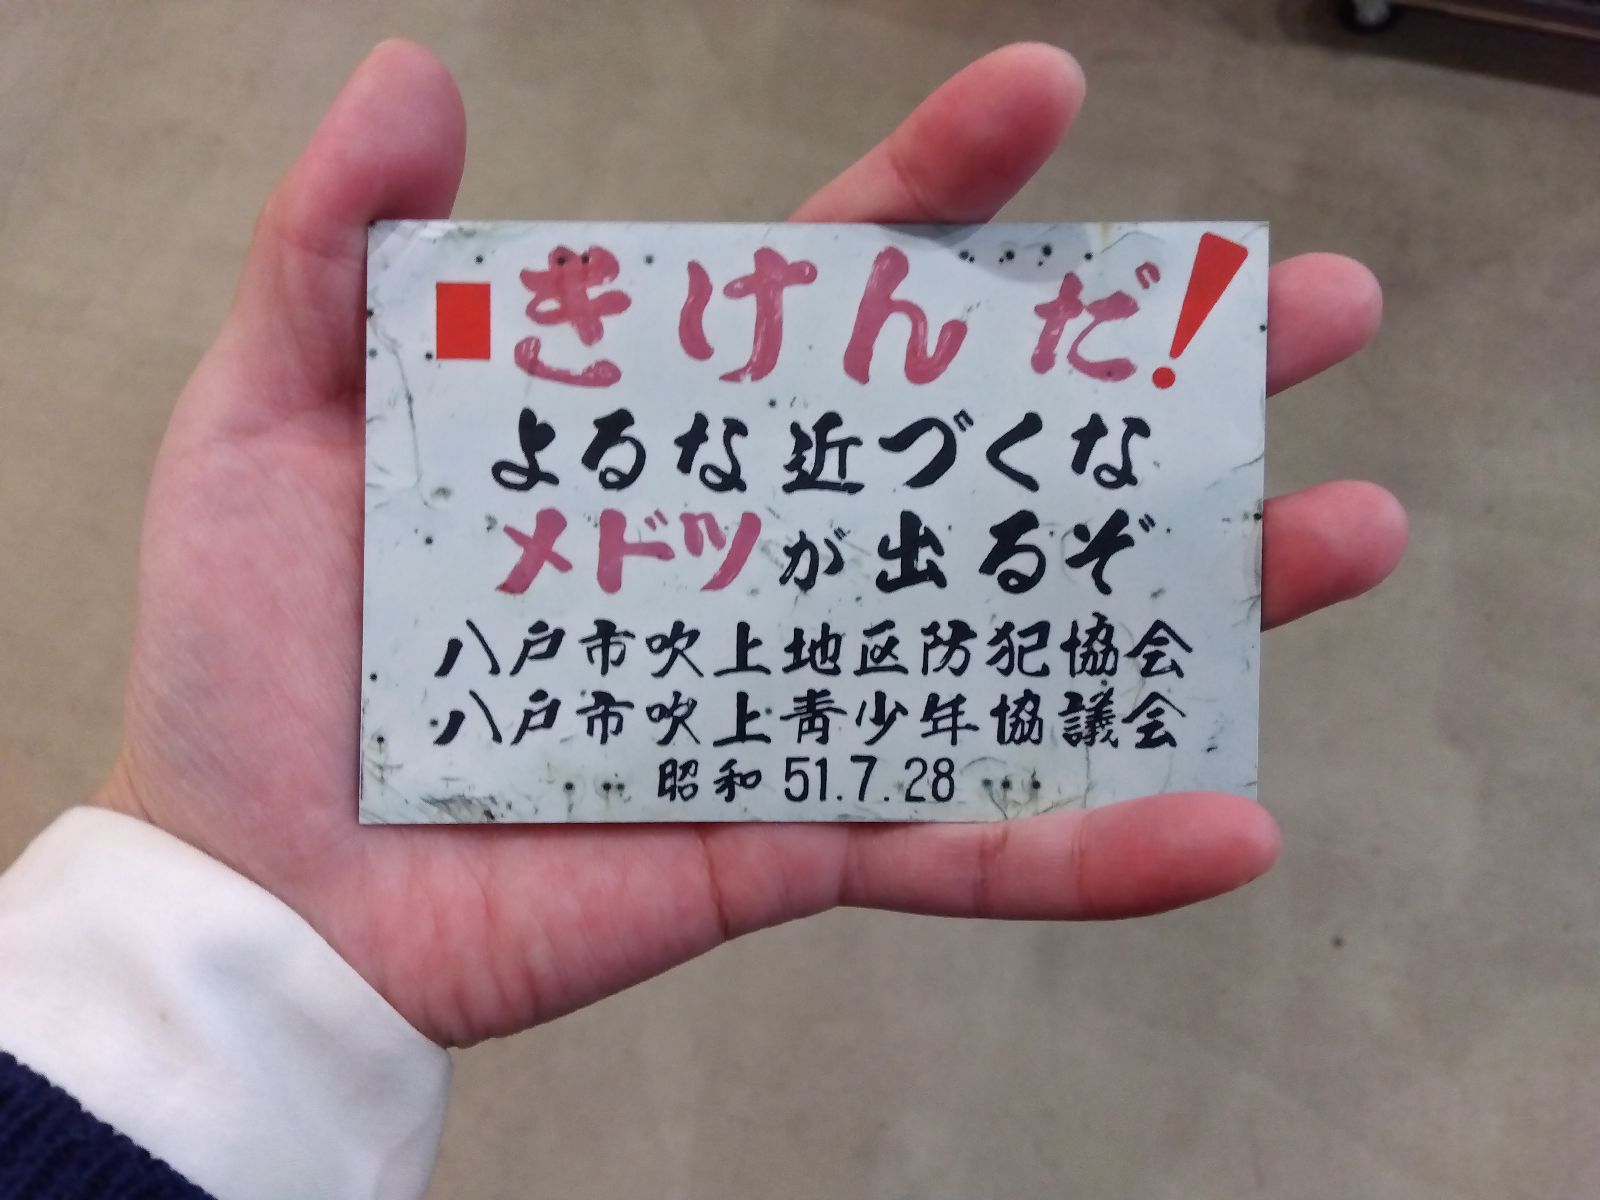 きけんだ!
よるな近づくな
メドツが出るぞ
八戸市吹上地区防犯協会
八戸市吹上青少年協議会
昭和51.7.28